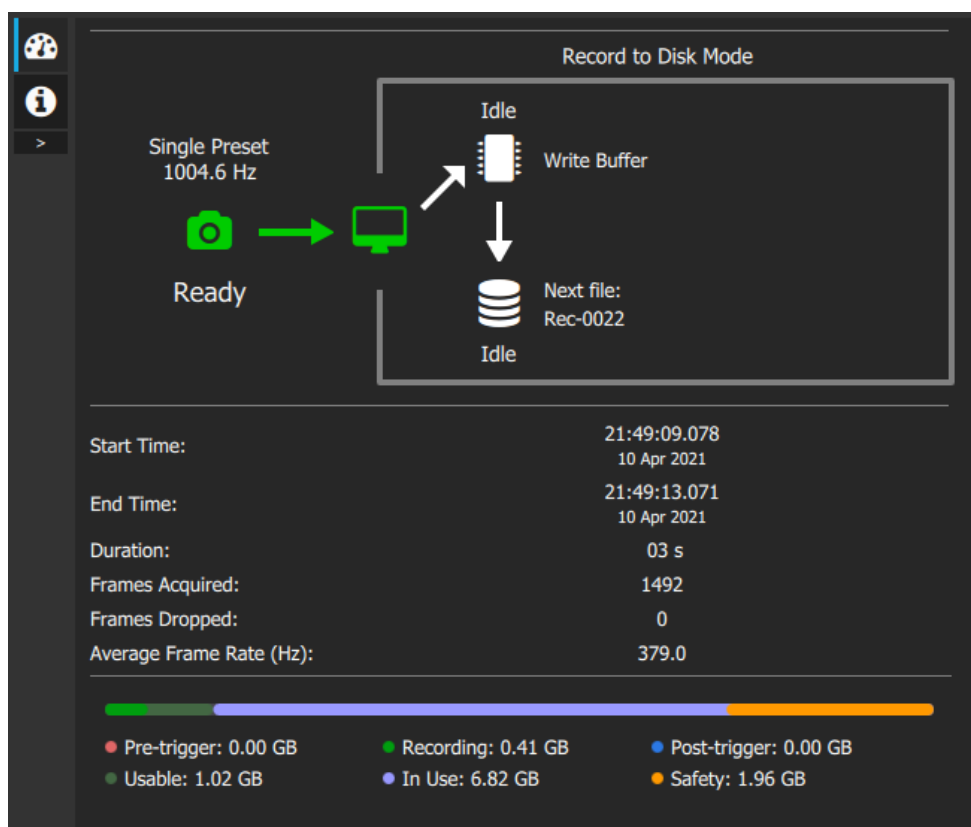 Record to Disk Mode
Idle
Single Preset
1004.6 Hz
Write Buffer
Ready
Next file:
Rec-0022
Idle
>
Start Time:
21:49:09.078
10 Apr 2021
End Time:
21:49:13.071
10 Apr 2021
Duration: 03 s
Frames Acquired: 1492
Frames Dropped: 0
Average Frame Rate (Hz): 379.0
Pre-trigger: 0.00 GB Recording: 0.41 GB Post-trigger: 0.00 GB
Usable: 1.02 GB In Use: 6.82 GB Safety: 1.96 GB